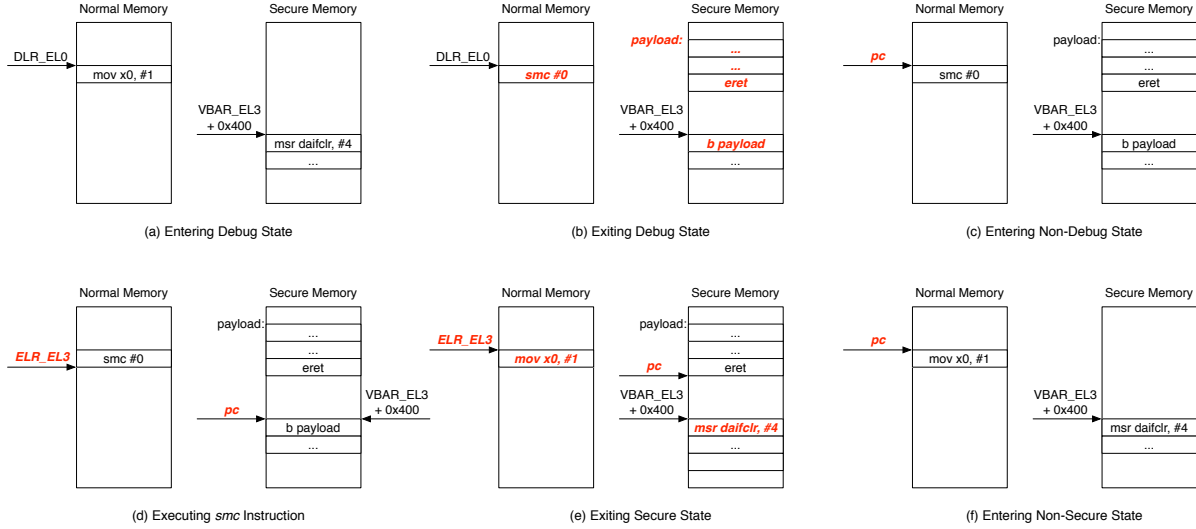 Normal Memory
Secure Memory
DLR_EL0
mov x0, #1
VBAR_EL3
+ 0x400
msr daifclr, #4
...
(a) Entering Debug State
Normal Memory
Secure Memory
payload:
...
...
eret
DLR_EL0
smc #0
VBAR_EL3
+ 0x400
b payload
...
(b) Exiting Debug State
Normal Memory
Secure Memory
payload:
...
...
eret
pc
smc #0
VBAR_EL3
+ 0x400
b payload
...
(c) Entering Non-Debug State
Normal Memory
Secure Memory
payload:
...
...
eret
ELR_EL3
smc #0
pc
VBAR_EL3
+ 0x400
b payload
...
(d) Executing smc Instruction
Normal Memory
Secure Memory
payload:
...
...
eret
ELR_EL3
mov x0, #1
pc
VBAR_EL3
+ 0x400
msr daifclr, #4
...
(e) Exiting Secure State
Normal Memory
Secure Memory
pc
mov x0, #1
VBAR_EL3
+ 0x400
msr daifclr, #4
...
(f) Entering Non-Secure State